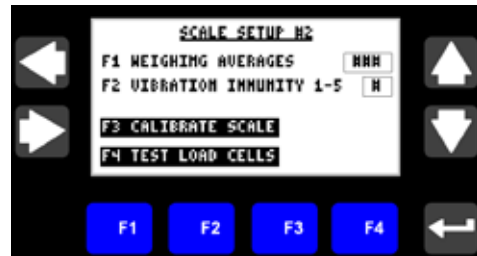 SCALE SETUP #2
F1 WEIGHING AVERAGES ###
F2 VIBRATION IMMUNITY 1-5 #
F3 CALIBRATE SCALE
F4 TEST LOAD CELLS
F1 F2 F3 F4